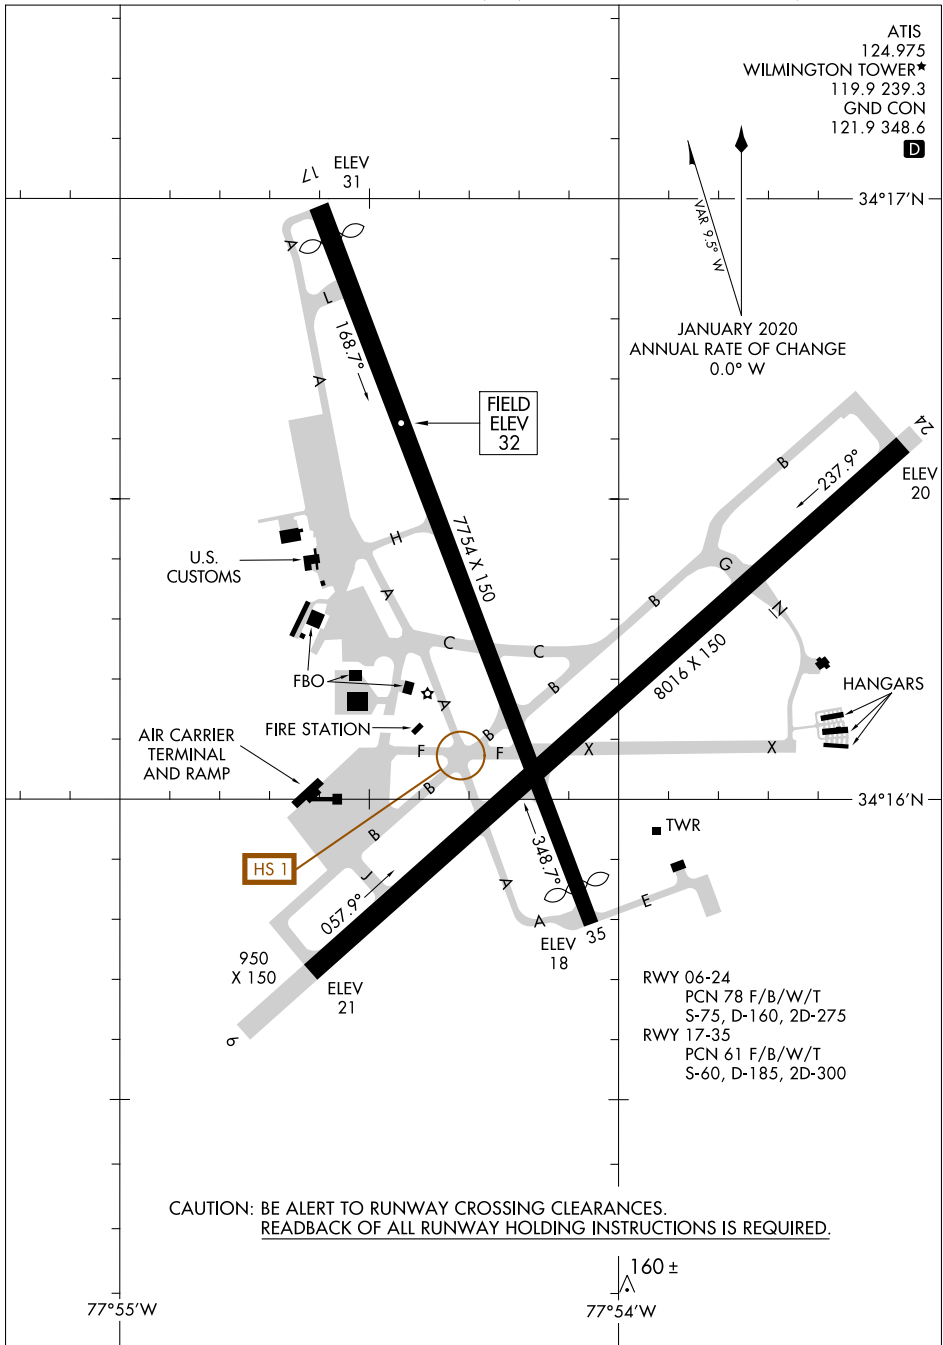 ATIS
124.975
WILMINGTON TOWER★
119.9 239.3
GND CON
121.9 348.6
D
17
ELEV
31
34°17'N
VAR 9.5° W
JANUARY 2020
ANNUAL RATE OF CHANGE
0.0° W
A
L
168.7°
A
FIELD
ELEV
32
24
ELEV
20
B
237.9°
7754 X 150
H
U.S.
CUSTOMS
G
N
A
B
C
C
8016 X 150
FBO
B
HANGARS
A
FIRE STATION
B
AIR CARRIER
TERMINAL
AND RAMP
F
F
X
X
B
34°16'N
TWR
B
HS 1
348.7°
J
A
E
057.9°
A
35
ELEV
18
950
X 150
ELEV
21
6
RWY 06-24
PCN 78 F/B/W/T
S-75, D-160, 2D-275
RWY 17-35
PCN 61 F/B/W/T
S-60, D-185, 2D-300
CAUTION: BE ALERT TO RUNWAY CROSSING CLEARANCES.
READBACK OF ALL RUNWAY HOLDING INSTRUCTIONS IS REQUIRED.
160 ±
77°55'W
77°54'W